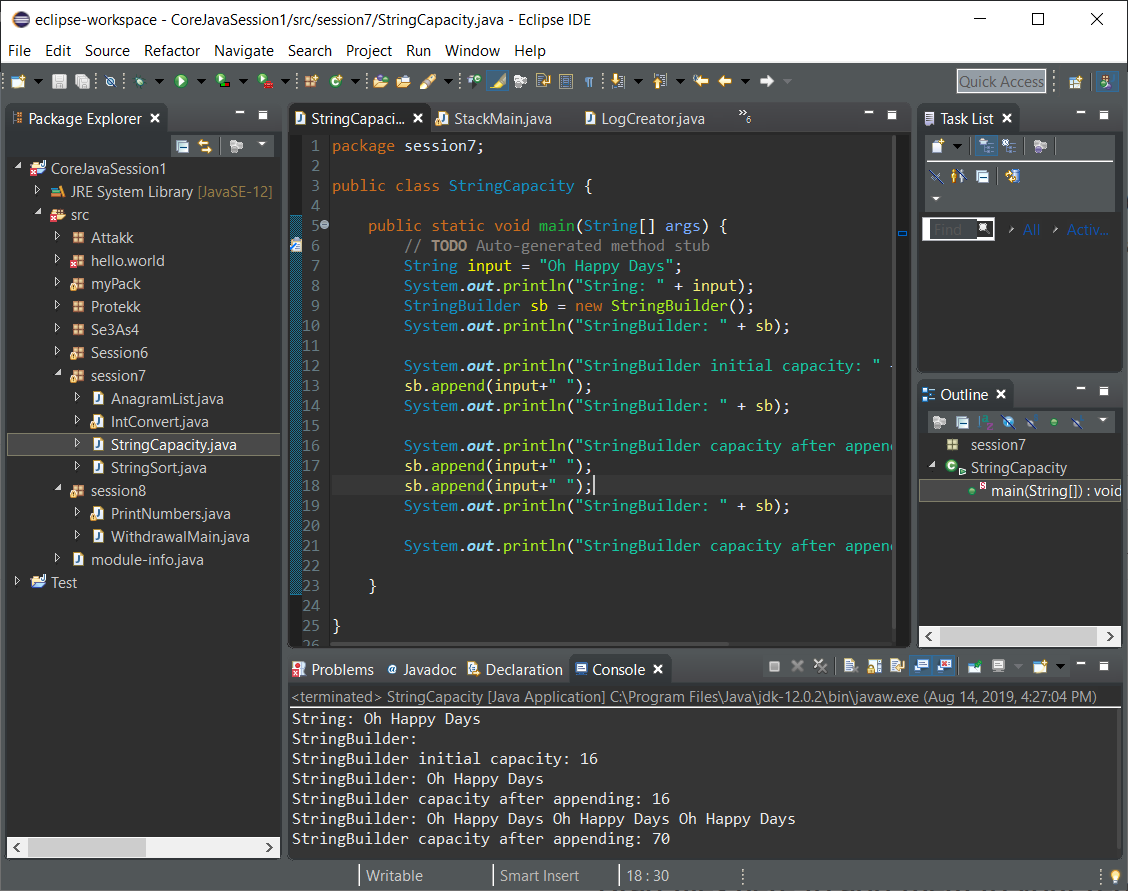 eclipse-workspace - CoreJavaSession1/src/session7/StringCapacity.java - Eclipse IDE
File Edit Source Refactor Navigate Search Project Run Window Help
Quick Access
Package Explorer
CoreJavaSession1
JRE System Library [JavaSE-12]
src
Attakk
hello.world
myPack
Protekk
Se3As4
Session6
session7
AnagramList.java
IntConvert.java
StringCapacity.java
StringSort.java
session8
PrintNumbers.java
WithdrawalMain.java
module-info.java
Test
StringCapaci... StackMain.java LogCreator.java »6
1 package session7;
2
3 public class StringCapacity {
4
5 public static void main(String[] args) {
6 // TODO Auto-generated method stub
7 String input = "Oh Happy Days";
8 System.out.println("String: " + input);
9 StringBuilder sb = new StringBuilder();
10 System.out.println("StringBuilder: " + sb);
11
12 System.out.println("StringBuilder initial capacity: " +
13 sb.append(input+" ");
14 System.out.println("StringBuilder: " + sb);
15
16 System.out.println("StringBuilder capacity after appen
17 sb.append(input+" ");
18 sb.append(input+" ");
19 System.out.println("StringBuilder: " + sb);
20
21 System.out.println("StringBuilder capacity after appen
22
23 }
24
25 }
26
Task List
Find All Activ...
Outline
session7
StringCapacity
main(String[]) : void
Problems @ Javadoc Declaration Console
<terminated> StringCapacity [Java Application] C:\Program Files\Java\jdk-12.0.2\bin\javaw.exe (Aug 14, 2019, 4:27:04 PM)
String: Oh Happy Days
StringBuilder:
StringBuilder initial capacity: 16
StringBuilder: Oh Happy Days
StringBuilder capacity after appending: 16
StringBuilder: Oh Happy Days Oh Happy Days Oh Happy Days
StringBuilder capacity after appending: 70
Writable Smart Insert 18 : 30